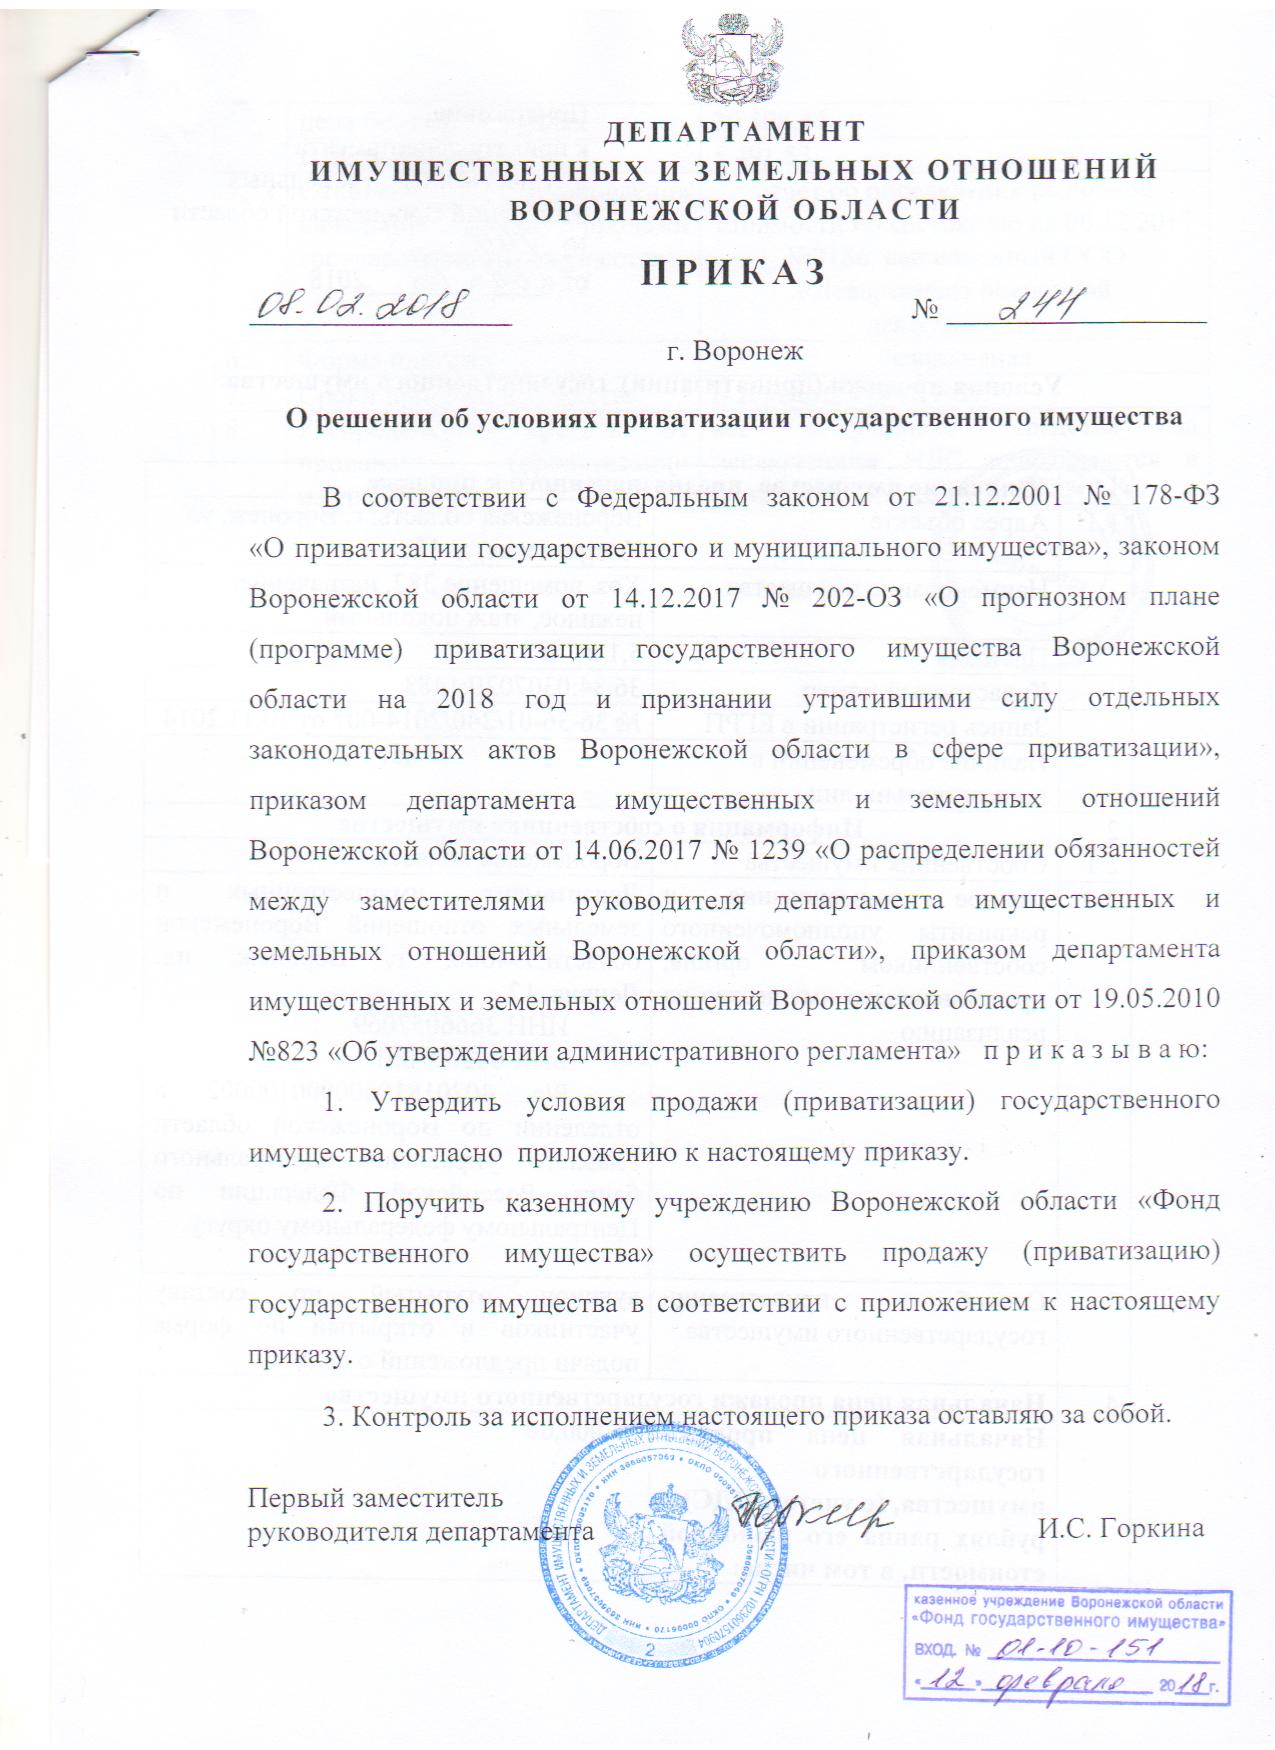 ДЕПАРТАМЕНТ
ИМУЩЕСТВЕННЫХ И ЗЕМЕЛЬНЫХ ОТНОШЕНИЙ
ВОРОНЕЖСКОЙ ОБЛАСТИ
ПРИКАЗ
08.02.2018 № 244
г. Воронеж
О решении об условиях приватизации государственного имущества
В соответствии с Федеральным законом от 21.12.2001 № 178-ФЗ
«О приватизации государственного и муниципального имущества», законом
Воронежской области от 14.12.2017 № 202-ОЗ «О прогнозном плане
(программе) приватизации государственного имущества Воронежской
области на 2018 год и признании утратившими силу отдельных
законодательных актов Воронежской области в сфере приватизации»,
приказом департамента имущественных и земельных отношений
Воронежской области от 14.06.2017 № 1239 «О распределении обязанностей
между заместителями руководителя департамента имущественных и
земельных отношений Воронежской области», приказом департамента
имущественных и земельных отношений Воронежской области от 19.05.2010
№823 «Об утверждении административного регламента» п р и к а з ы в а ю:
1. Утвердить условия продажи (приватизации) государственного
имущества согласно приложению к настоящему приказу.
2. Поручить казенному учреждению Воронежской области «Фонд
государственного имущества» осуществить продажу (приватизацию)
государственного имущества в соответствии с приложением к настоящему
приказу.
3. Контроль за исполнением настоящего приказа оставляю за собой.
Первый заместитель
руководителя департамента И.С. Горкина
ДЕПАРТАМЕНТ ИМУЩЕСТВЕННЫХ И ЗЕМЕЛЬНЫХ ОТНОШЕНИЙ ВОРОНЕЖСКОЙ ОБЛАСТИ
2
казенное учреждение Воронежской области
«Фонд государственного имущества»
ВХОД. № 01-10-151
«12» февраля 2018г.